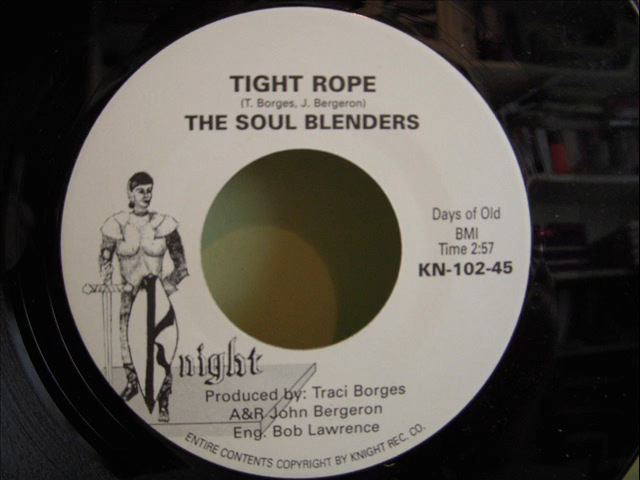 TIGHT ROPE
(T. Borges, J. Bergeron)
THE SOUL BLENDERS
Days of Old
BMI
Time 2:57
KN-102-45
Knight
Produced by: Traci Borges
A&R John Bergeron
Eng. Bob Lawrence
ENTIRE CONTENTS COPYRIGHT BY KNIGHT REC. CO.